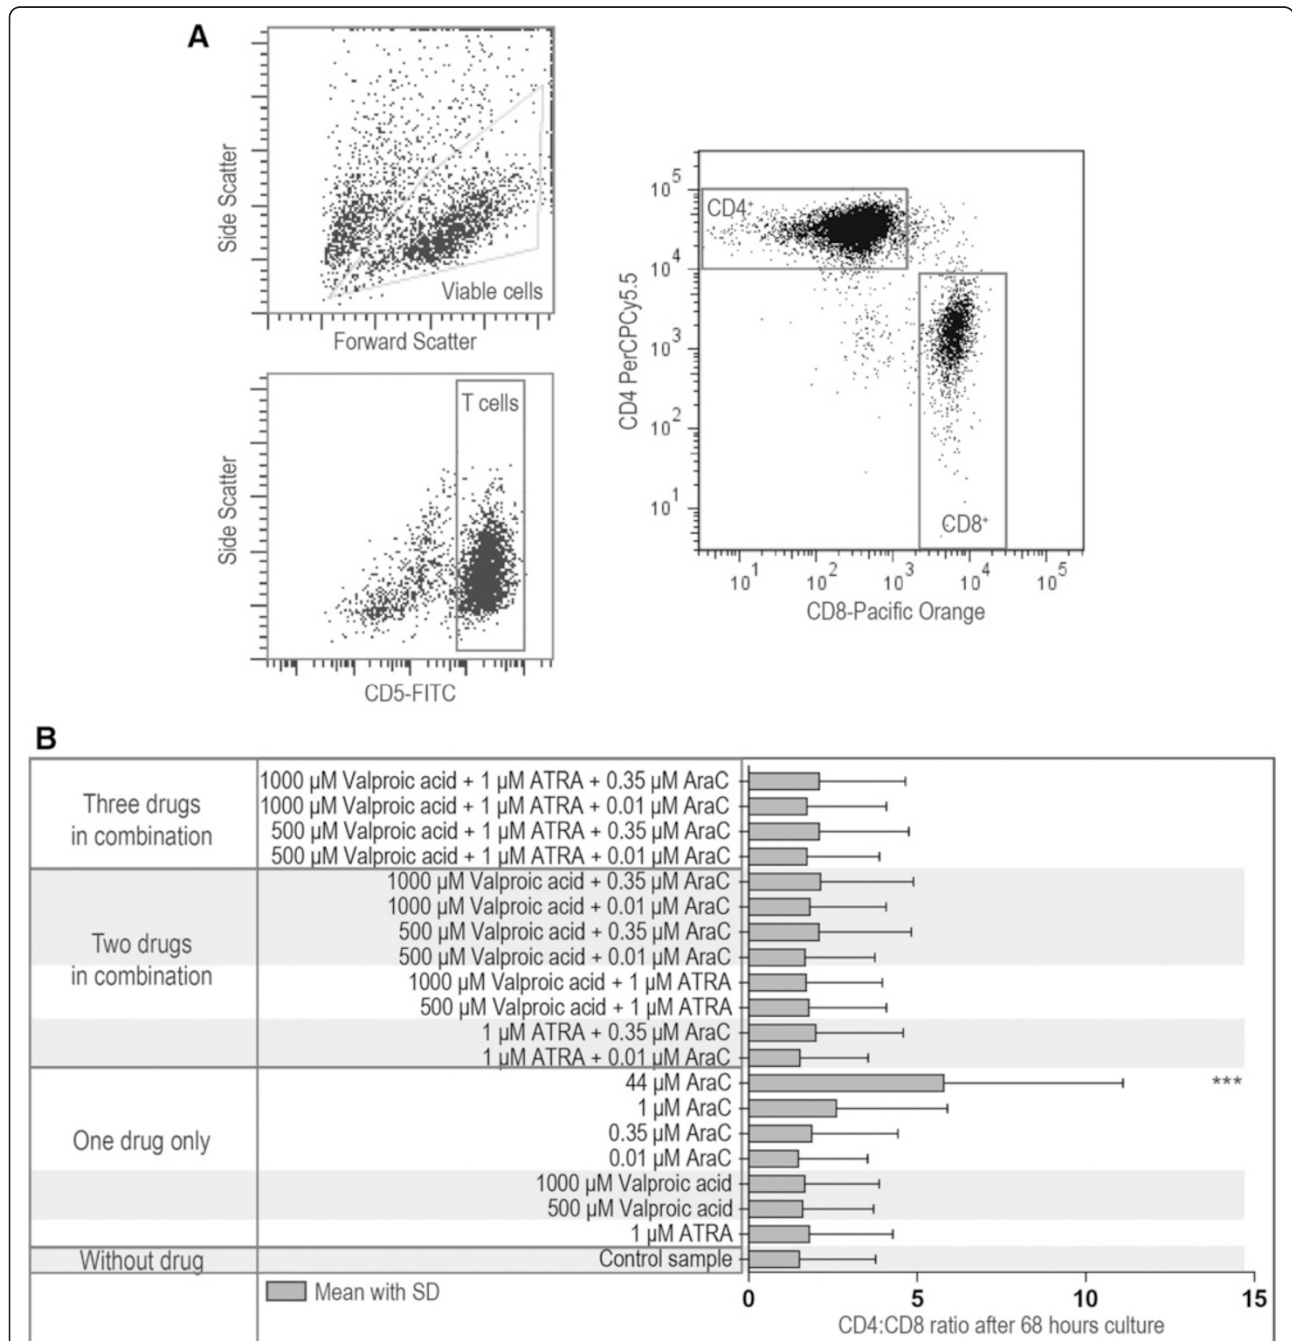 A
Side Scatter
Viable cells
Forward Scatter
Side Scatter
T cells
CD5-FITC
CD4 PerCPCy5.5
10^5
10^4
10^3
10^2
10^1
CD4+
CD8+
10^1 10^2 10^3 10^4 10^5
CD8-Pacific Orange
B
Three drugs
in combination
1000 µM Valproic acid + 1 µM ATRA + 0.35 µM AraC
1000 µM Valproic acid + 1 µM ATRA + 0.01 µM AraC
500 µM Valproic acid + 1 µM ATRA + 0.35 µM AraC
500 µM Valproic acid + 1 µM ATRA + 0.01 µM AraC
Two drugs
in combination
1000 µM Valproic acid + 0.35 µM AraC
1000 µM Valproic acid + 0.01 µM AraC
500 µM Valproic acid + 0.35 µM AraC
500 µM Valproic acid + 0.01 µM AraC
1000 µM Valproic acid + 1 µM ATRA
500 µM Valproic acid + 1 µM ATRA
1 µM ATRA + 0.35 µM AraC
1 µM ATRA + 0.01 µM AraC
One drug only
44 µM AraC ***
1 µM AraC
0.35 µM AraC
0.01 µM AraC
1000 µM Valproic acid
500 µM Valproic acid
1 µM ATRA
Without drug
Control sample
Mean with SD
0 5 10 15
CD4:CD8 ratio after 68 hours culture